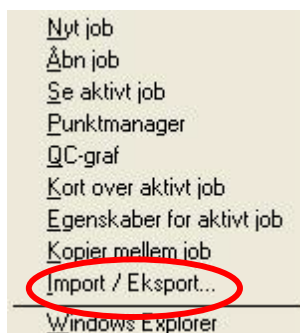 Nyt job
Åbn job
Se aktivt job
Punktmanager
QC-graf
Kort over aktivt job
Egenskaber for aktivt job
Kopier mellem job
Import / Eksport...
Windows Explorer